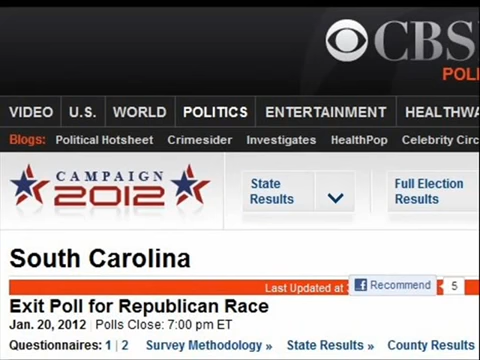 CBS
POLI
VIDEO U.S. WORLD POLITICS ENTERTAINMENT HEALTHWA
Blogs: Political Hotsheet Crimesider Investigates HealthPop Celebrity Circ
CAMPAIGN
2012
State
Results
Full Election
Results
South Carolina
Last Updated at
Recommend
5
Exit Poll for Republican Race
Jan. 20, 2012 | Polls Close: 7:00 pm ET
Questionnaires: 1 | 2 Survey Methodology » State Results » County Results